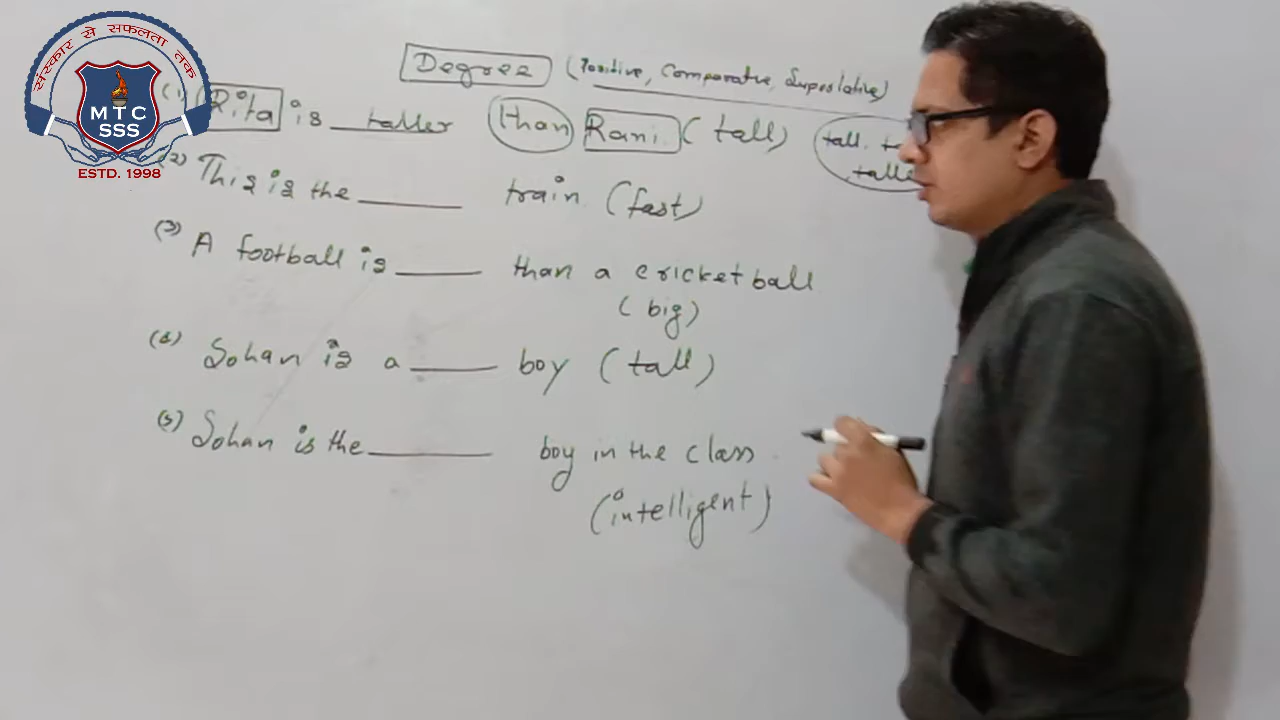 संस्कार से सफलता तक
MTC
SSS
ESTD. 1998
Degree (Positive, Comparative, Superlative)
(1) Rita is taller than Rani. (tall)
tall.
(2) This is the ______ train (fast)
(3) A football is ______ than a cricket ball
(big)
(4) Sohan is a ______ boy (tall)
(5) Sohan is the ______ boy in the class.
(intelligent)